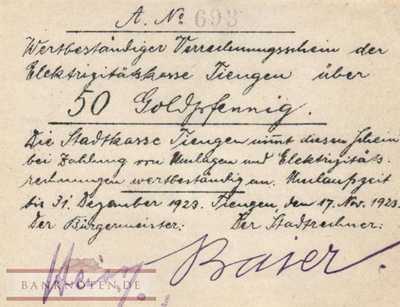 A. No 693
Wertbeständiger Verrechnungsschein der
Elektrizitätskasse Tiengen über
50 Goldpfennig.
Die Stadtkasse Tiengen nimmt diesen Schein
bei Zahlung von Umlagen und Elektrizitäts
rechnungen wertbeständig an. Umlaufszeit
bis 31. Dezember 1923. Tiengen, den 17. Nov. 1923.
Der Bürgermeister: Der Stadtrechner:
Baier.
BANKNOTEN.DE